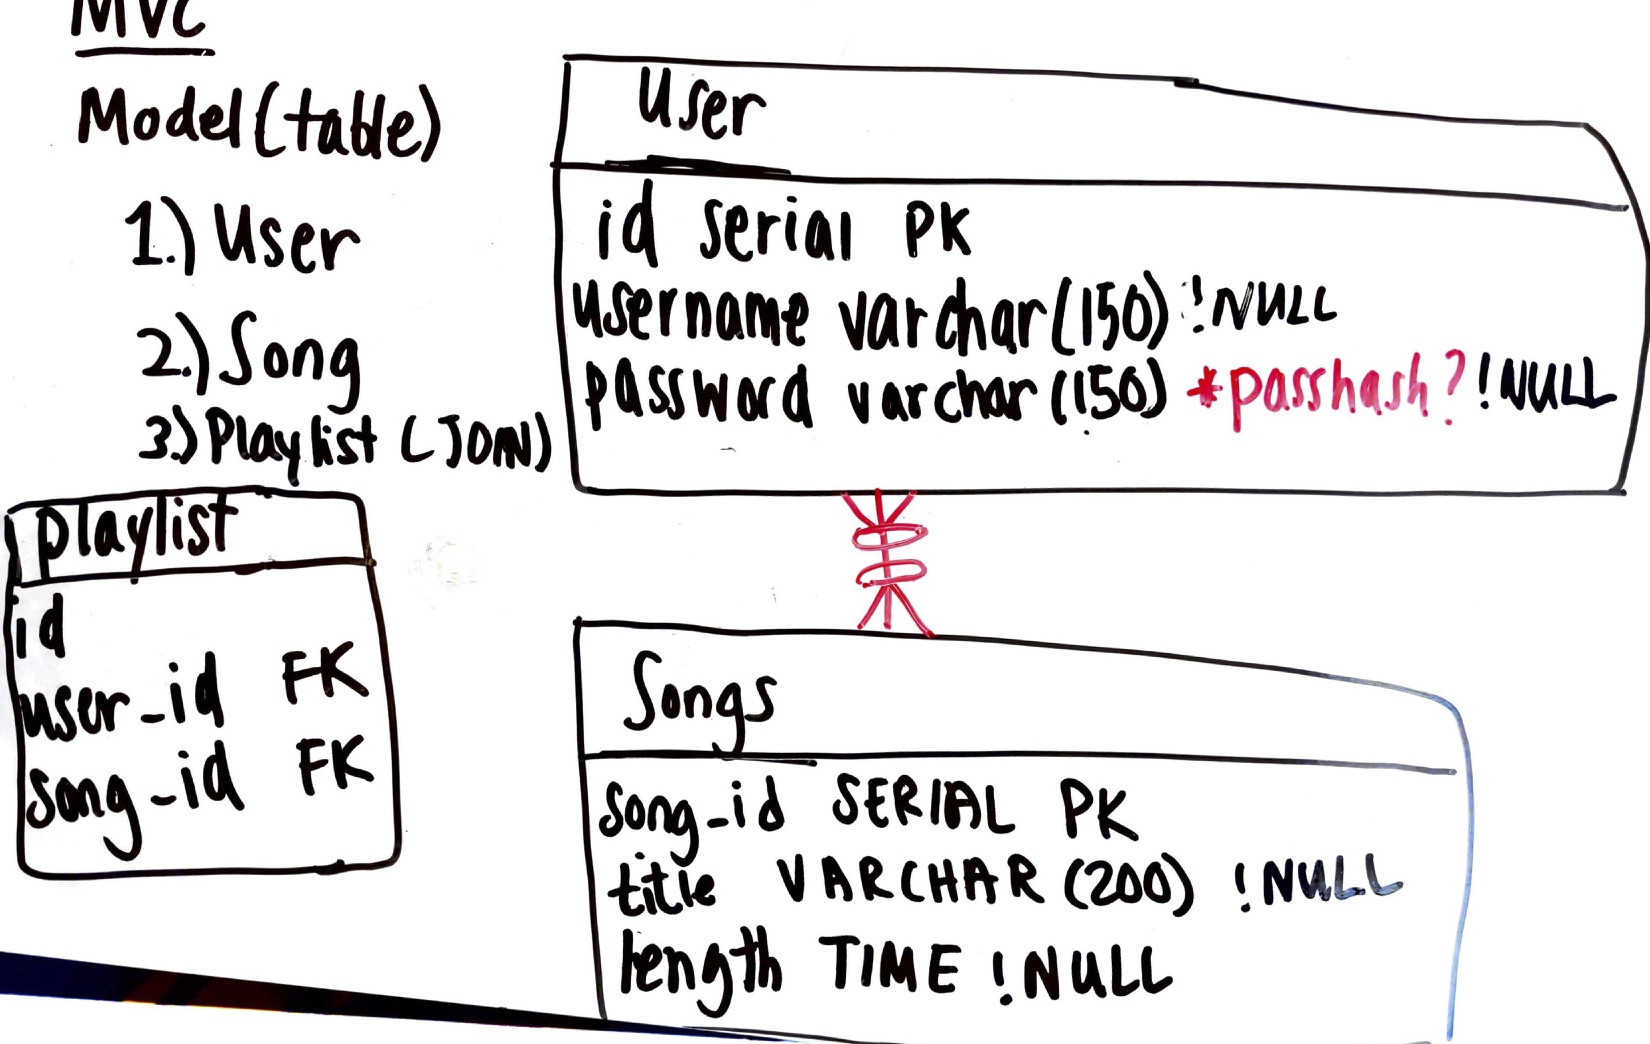 MVC
Model(table)
1.) User
2.) Song
3.) Playlist (JOIN)
playlist
id
user_id FK
song_id FK
User
id serial PK
username varchar(150) !NULL
password varchar(150) *passhash? !NULL
Songs
song_id SERIAL PK
title VARCHAR (200) !NULL
length TIME !NULL